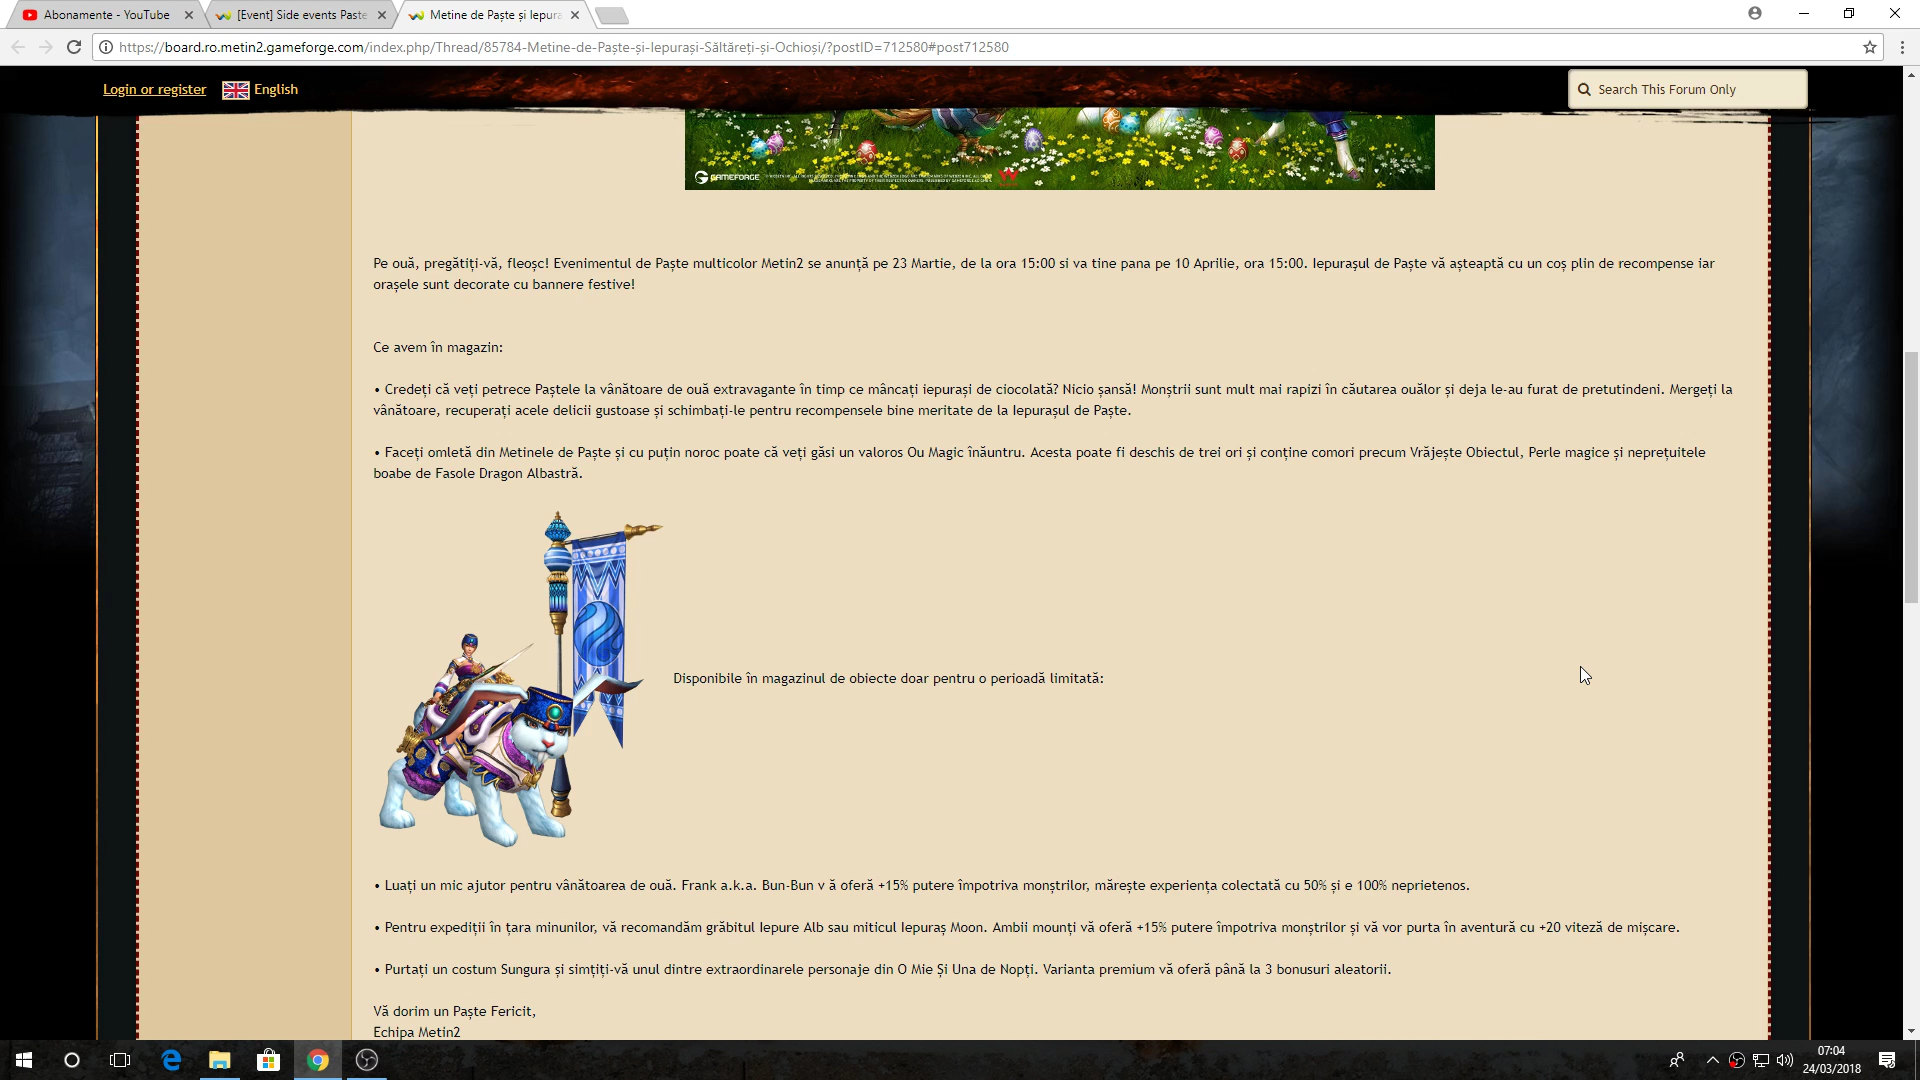 Abonamente - YouTube
[Event] Side events Paste
Metine de Paște și Iepura
https://board.ro.metin2.gameforge.com/index.php/Thread/85784-Metine-de-Paște-și-Iepurași-Săltăreți-și-Ochioși/?postID=712580#post712580
Login or register
English
Search This Forum Only
GAMEFORGE
Pe ouă, pregătiți-vă, fleoșc! Evenimentul de Paște multicolor Metin2 se anunță pe 23 Martie, de la ora 15:00 si va tine pana pe 10 Aprilie, ora 15:00. Iepurașul de Paște vă așteaptă cu un coș plin de recompense iar
orașele sunt decorate cu bannere festive!
Ce avem în magazin:
• Credeți că veți petrece Paștele la vânătoare de ouă extravagante în timp ce mâncați iepurași de ciocolată? Nicio șansă! Monștrii sunt mult mai rapizi în căutarea ouălor și deja le-au furat de pretutindeni. Mergeți la
vânătoare, recuperați acele delicii gustoase și schimbați-le pentru recompensele bine meritate de la Iepurașul de Paște.
• Faceți omletă din Metinele de Paște și cu puțin noroc poate că veți găsi un valoros Ou Magic înăuntru. Acesta poate fi deschis de trei ori și conține comori precum Vrăjește Obiectul, Perle magice și neprețuitele
boabe de Fasole Dragon Albastră.
Disponibile în magazinul de obiecte doar pentru o perioadă limitată:
• Luați un mic ajutor pentru vânătoarea de ouă. Frank a.k.a. Bun-Bun v ă oferă +15% putere împotriva monștrilor, mărește experiența colectată cu 50% și e 100% neprietenos.
• Pentru expediții în țara minunilor, vă recomandăm grăbitul Iepure Alb sau miticul Iepuraș Moon. Ambii mounți vă oferă +15% putere împotriva monștrilor și vă vor purta în aventură cu +20 viteză de mișcare.
• Purtați un costum Sungura și simțiți-vă unul dintre extraordinarele personaje din O Mie Și Una de Nopți. Varianta premium vă oferă până la 3 bonusuri aleatorii.
Vă dorim un Paște Fericit,
Echipa Metin2
07:04
24/03/2018